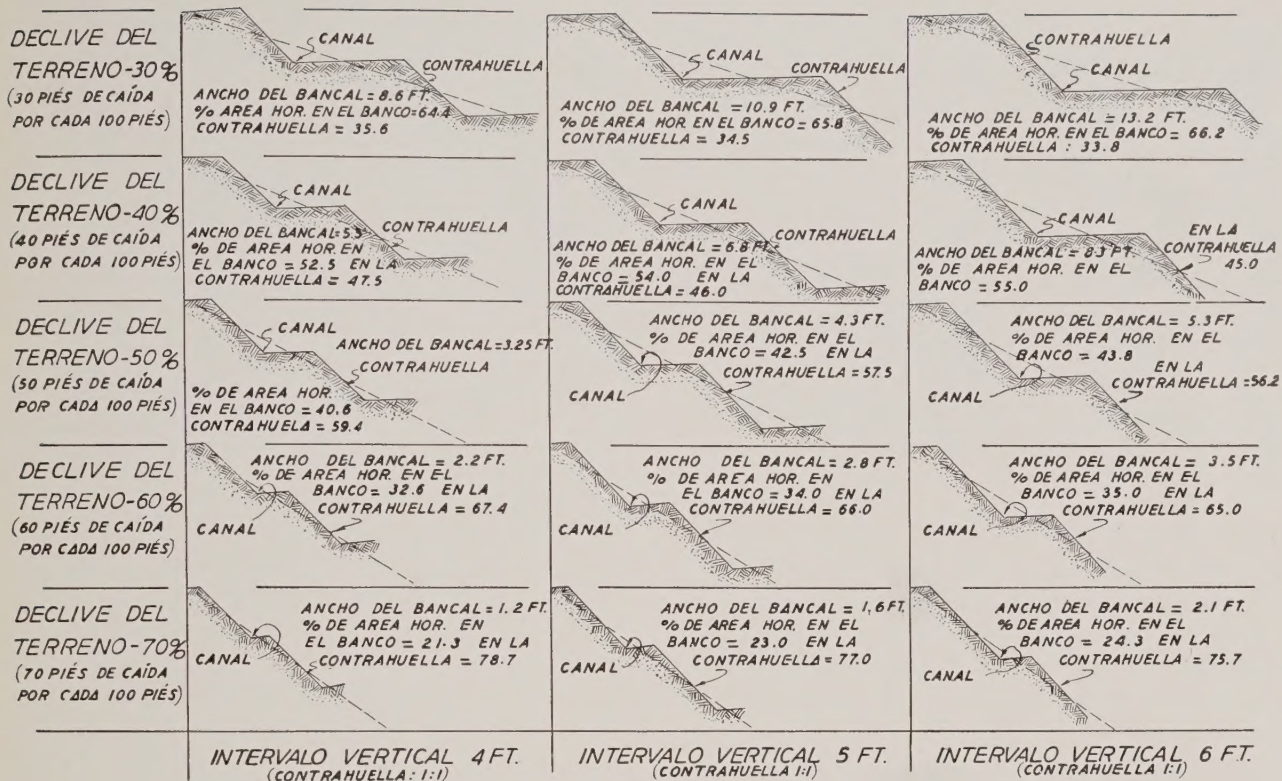 DECLIVE DEL
TERRENO-30%
(30 PIÉS DE CAÍDA
POR CADA 100 PIÉS)
CANAL
CONTRAHUELLA
ANCHO DEL BANCAL = 8.6 FT.
% AREA HOR. EN EL BANCO = 64.4
CONTRAHUELLA = 35.6
CANAL
CONTRAHUELLA
ANCHO DEL BANCAL = 10.9 FT.
% DE AREA HOR. EN EL BANCO = 65.8
CONTRAHUELLA = 34.5
CONTRAHUELLA
CANAL
ANCHO DEL BANCAL = 13.2 FT.
% DE AREA HOR. EN EL BANCO = 66.2
CONTRAHUELLA : 33.8
DECLIVE DEL
TERRENO-40%
(40 PIÉS DE CAÍDA
POR CADA 100 PIÉS)
CANAL
CONTRAHUELLA
ANCHO DEL BANCAL =
% DE AREA HOR. EN
EL BANCO = 52.5 EN LA
CONTRAHUELLA = 47.5
CANAL
CONTRAHUELLA
ANCHO DEL BANCAL = 6.8 FT.
% DE AREA HOR. EN EL
BANCO = 54.0 EN LA
CONTRAHUELLA = 46.0
CANAL
EN LA
CONTRAHUELLA
45.0
ANCHO DEL BANCAL = 8.3 FT.
% DE AREA HOR. EN EL
BANCO = 55.0
DECLIVE DEL
TERRENO-50%
(50 PIÉS DE CAÍDA
POR CADA 100 PIÉS)
CANAL
ANCHO DEL BANCAL = 3.25 FT.
CONTRAHUELLA
% DE AREA HOR.
EN EL BANCO = 40.6
CONTRAHUELA = 59.4
ANCHO DEL BANCAL = 4.3 FT.
% DE AREA HOR. EN EL
BANCO = 42.5 EN LA
CONTRAHUELLA = 57.5
CANAL
ANCHO DEL BANCAL = 5.3 FT.
% DE AREA HOR. EN EL
BANCO = 43.8
EN LA
CONTRAHUELLA = 56.2
CANAL
DECLIVE DEL
TERRENO-60%
(60 PIÉS DE CAÍDA
POR CADA 100 PIÉS)
ANCHO DEL BANCAL = 2.2 FT.
% DE AREA HOR. EN EL
BANCO = 32.6 EN LA
CONTRAHUELLA = 67.4
CANAL
ANCHO DEL BANCAL = 2.8 FT.
% DE AREA HOR. EN
EL BANCO = 34.0 EN LA
CONTRAHUELLA = 66.0
CANAL
ANCHO DEL BANCAL = 3.5 FT.
% DE AREA HOR. EN EL
BANCO = 35.0 EN LA
CONTRAHUELLA = 65.0
CANAL
DECLIVE DEL
TERRENO-70%
(70 PIÉS DE CAÍDA
POR CADA 100 PIÉS)
ANCHO DEL BANCAL = 1.2 FT.
% DE AREA HOR. EN
EL BANCO = 21.3 EN LA
CONTRAHUELLA = 78.7
CANAL
ANCHO DEL BANCAL = 1,6 FT.
% DE AREA HOR. EN EL
BANCO = 23.0 EN LA
CONTRAHUELLA = 77.0
CANAL
ANCHO DEL BANCAL = 2.1 FT.
% DE AREA HOR. EN EL
BANCO = 24.3 EN LA
CONTRAHUELLA = 75.7
CANAL
INTERVALO VERTICAL 4 FT.
(CONTRAHUELLA: 1:1)
INTERVALO VERTICAL 5 FT.
(CONTRAHUELLA 1:1)
INTERVALO VERTICAL 6 FT.
(CONTRAHUELLA 1:1)